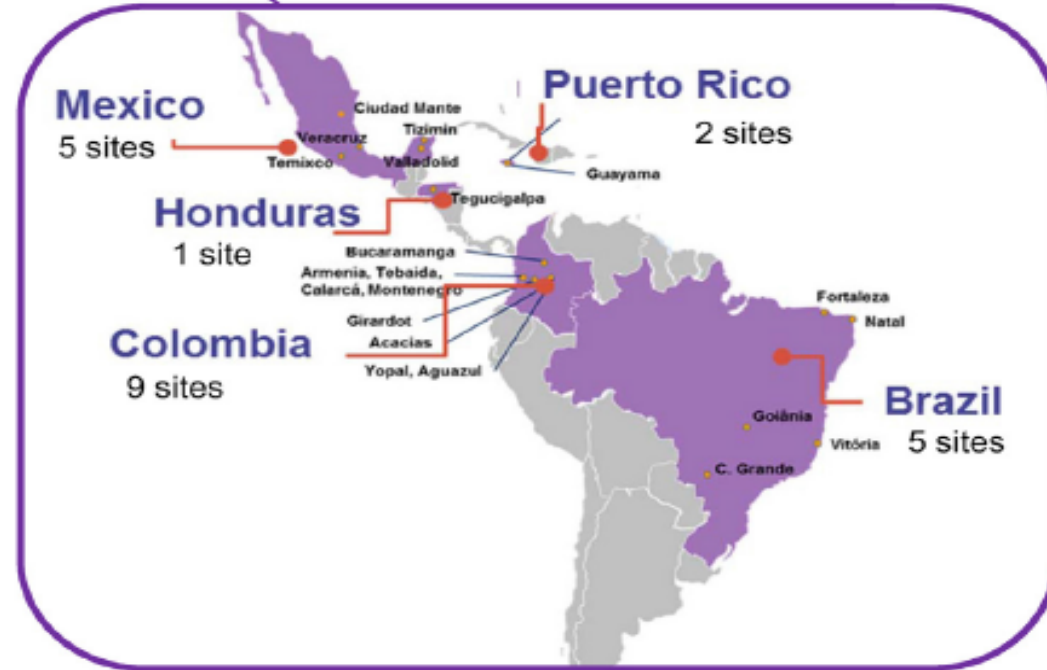 Mexico
5 sites
Ciudad Mante
Tizimin
Veracruz
Temixco
Valladolid
Puerto Rico
2 sites
Guayama
Honduras
1 site
Tegucigalpa
Bucaramanga
Armenia, Tebaida,
Calarcá, Montenegro
Girardot
Acacias
Yopal, Aguazul
Colombia
9 sites
Fortaleza
Natal
Brazil
5 sites
Goiânia
Vitória
C. Grande